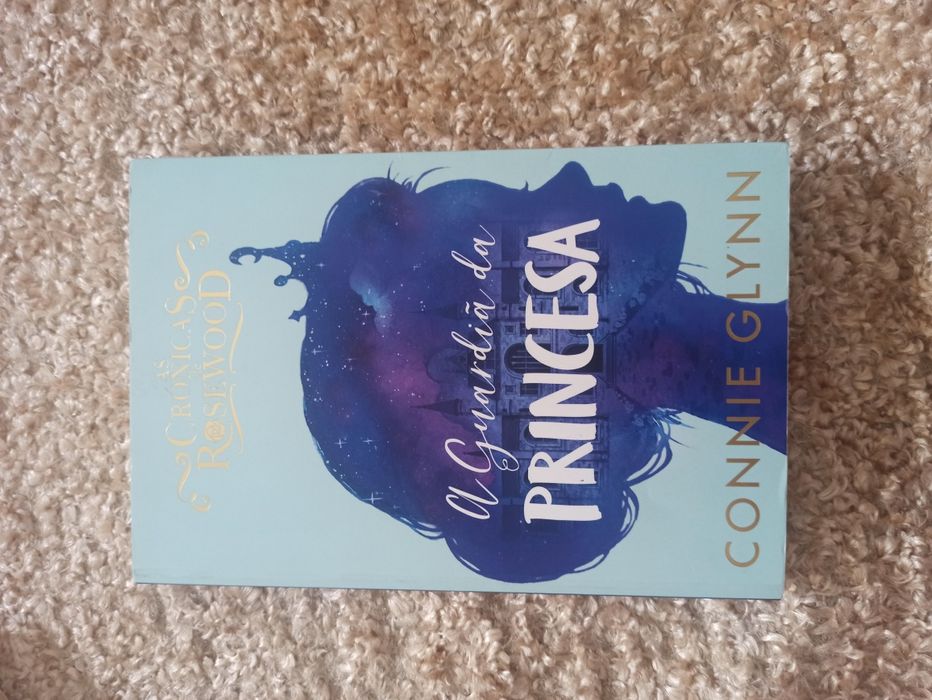 AS
CRÓNICAS
ROSEWOOD
A Guardiã da
PRINCESA
CONNIE GLYNN